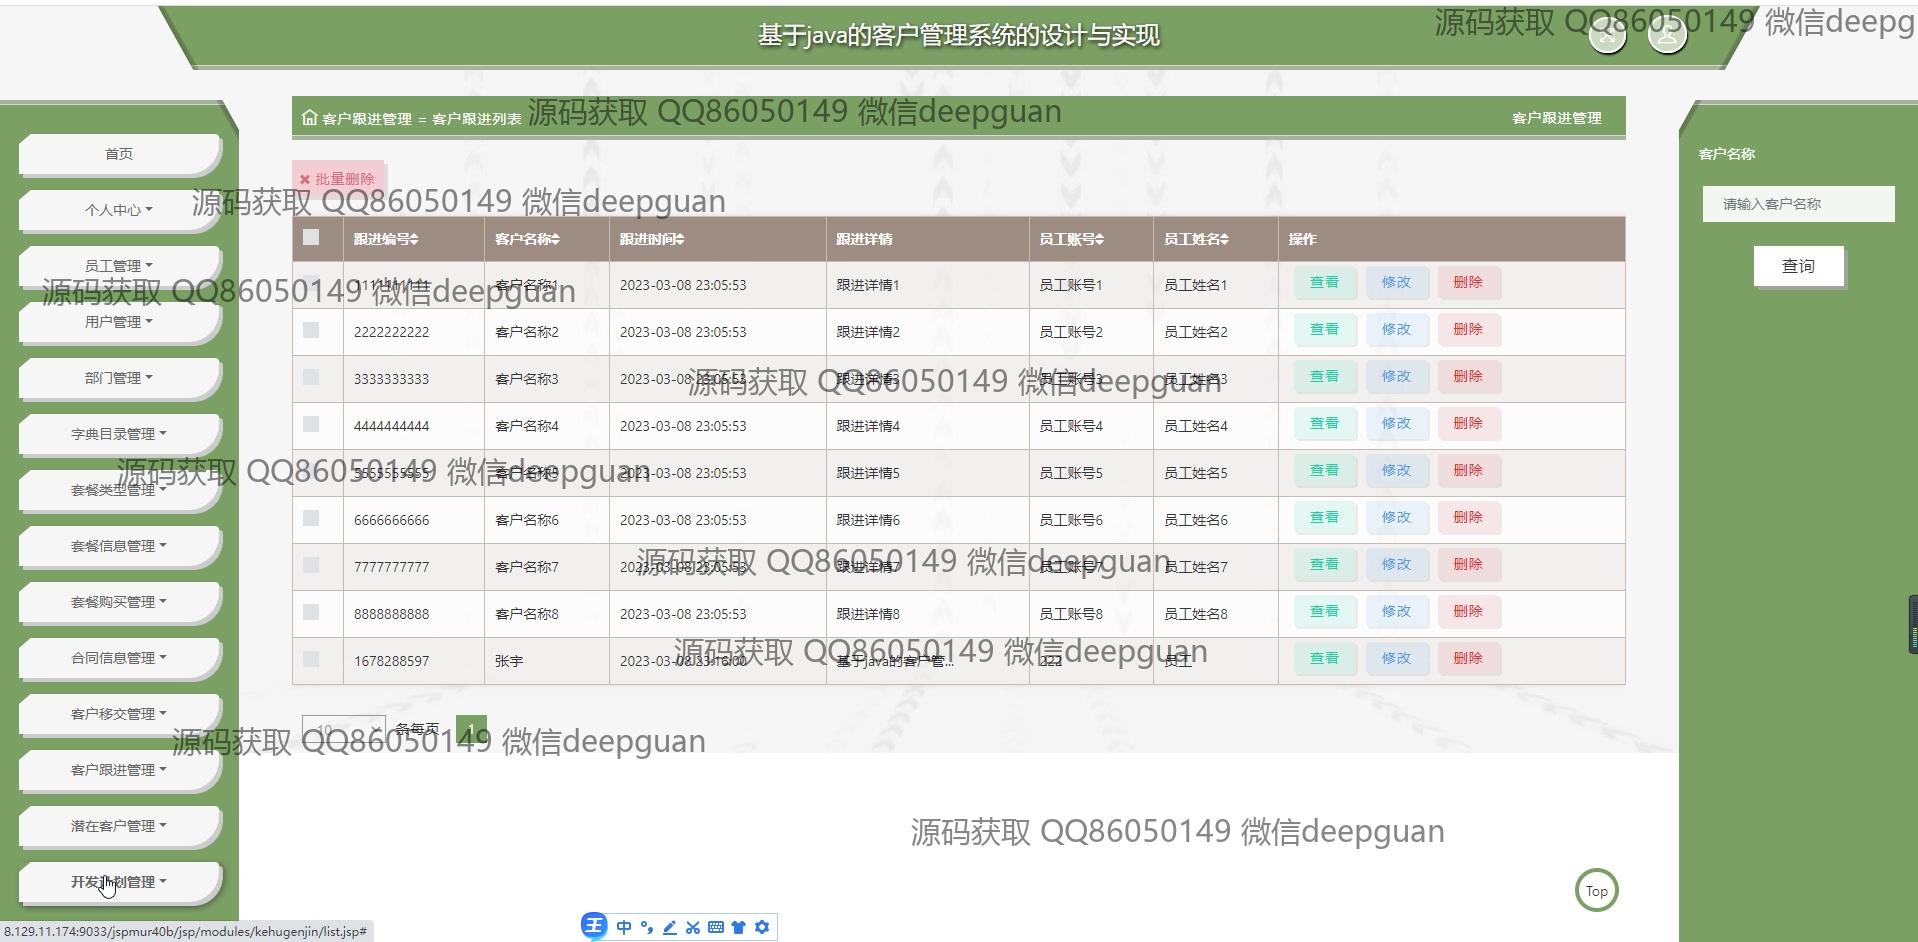 基于java的客户管理系统的设计与实现
源码获取 QQ86050149 微信deepg
客户跟进管理 = 客户跟进列表
源码获取 QQ86050149 微信deepguan
客户跟进管理
首页
个人中心
员工管理
用户管理
部门管理
字典目录管理
套餐类型管理
套餐信息管理
套餐购买管理
合同信息管理
客户移交管理
客户跟进管理
潜在客户管理
开发计划管理
批量删除
源码获取 QQ86050149 微信deepguan
跟进编号 客户名称 跟进时间 跟进详情 员工账号 员工姓名 操作
1111111111 客户名称1 2023-03-08 23:05:53 跟进详情1 员工账号1 员工姓名1 查看 修改 删除
源码获取 QQ86050149 微信deepguan
2222222222 客户名称2 2023-03-08 23:05:53 跟进详情2 员工账号2 员工姓名2 查看 修改 删除
3333333333 客户名称3 2023-03-08 23:05:53 跟进详情3 员工账号3 员工姓名3 查看 修改 删除
源码获取 QQ86050149 微信deepguan
4444444444 客户名称4 2023-03-08 23:05:53 跟进详情4 员工账号4 员工姓名4 查看 修改 删除
5555555555 客户名称5 2023-03-08 23:05:53 跟进详情5 员工账号5 员工姓名5 查看 修改 删除
源码获取 QQ86050149 微信deepguan
6666666666 客户名称6 2023-03-08 23:05:53 跟进详情6 员工账号6 员工姓名6 查看 修改 删除
7777777777 客户名称7 2023-03-08 23:05:53 跟进详情7 员工账号7 员工姓名7 查看 修改 删除
源码获取 QQ86050149 微信deepguan
8888888888 客户名称8 2023-03-08 23:05:53 跟进详情8 员工账号8 员工姓名8 查看 修改 删除
1678288597 张宇 2023-03-08 23:16:00 基于java的客户管... 222 员工 查看 修改 删除
源码获取 QQ86050149 微信deepguan
10 条每页 1
源码获取 QQ86050149 微信deepguan
源码获取 QQ86050149 微信deepguan
客户名称
请输入客户名称
查询
Top
王 中
8.129.11.174:9033/jspmur40b/jsp/modules/kehugenjin/list.jsp#